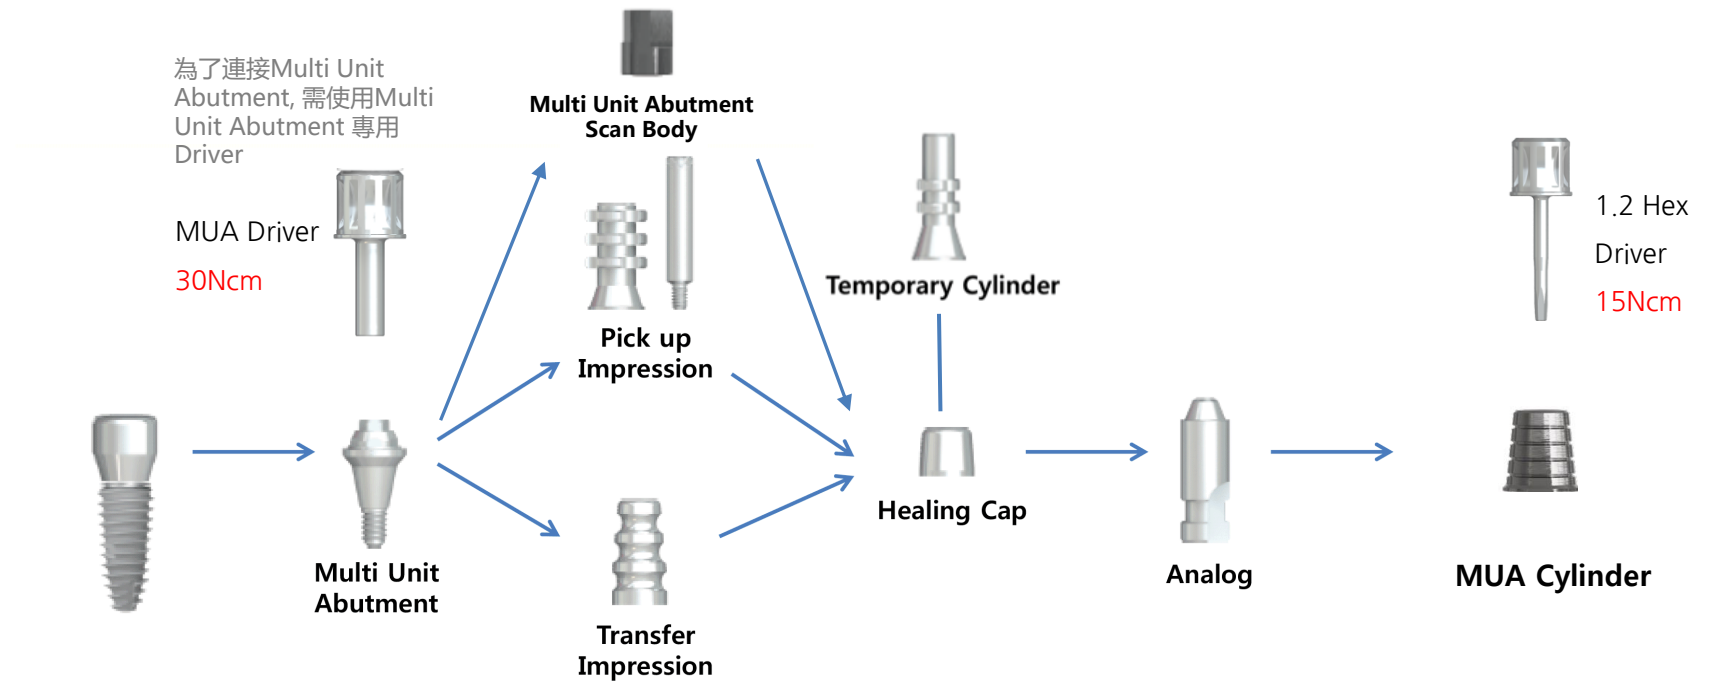 為了連接Multi Unit
Abutment, 需使用Multi
Unit Abutment 專用
Driver
MUA Driver
30Ncm
Multi Unit
Abutment
Multi Unit Abutment
Scan Body
Pick up
Impression
Transfer
Impression
Temporary Cylinder
Healing Cap
Analog
1.2 Hex
Driver
15Ncm
MUA Cylinder